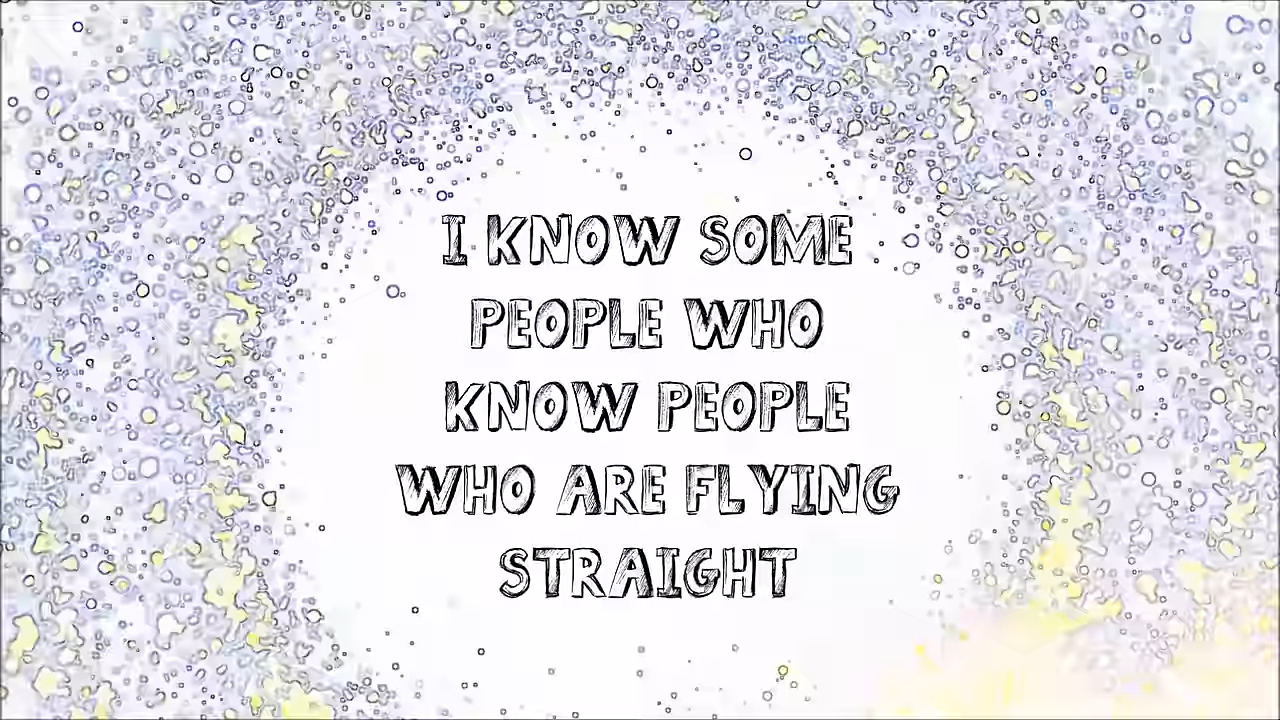 I KNOW SOME
PEOPLE WHO
KNOW PEOPLE
WHO ARE FLYING
STRAIGHT